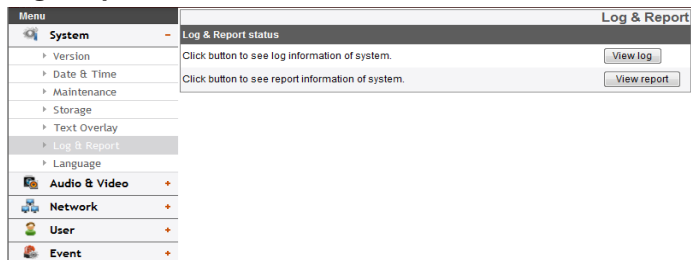 Menu
System
Version
Date & Time
Maintenance
Storage
Text Overlay
Log & Report
Language
Audio & Video
Network
User
Event
Log & Report
Log & Report status
Click button to see log information of system.
View log
Click button to see report information of system.
View report